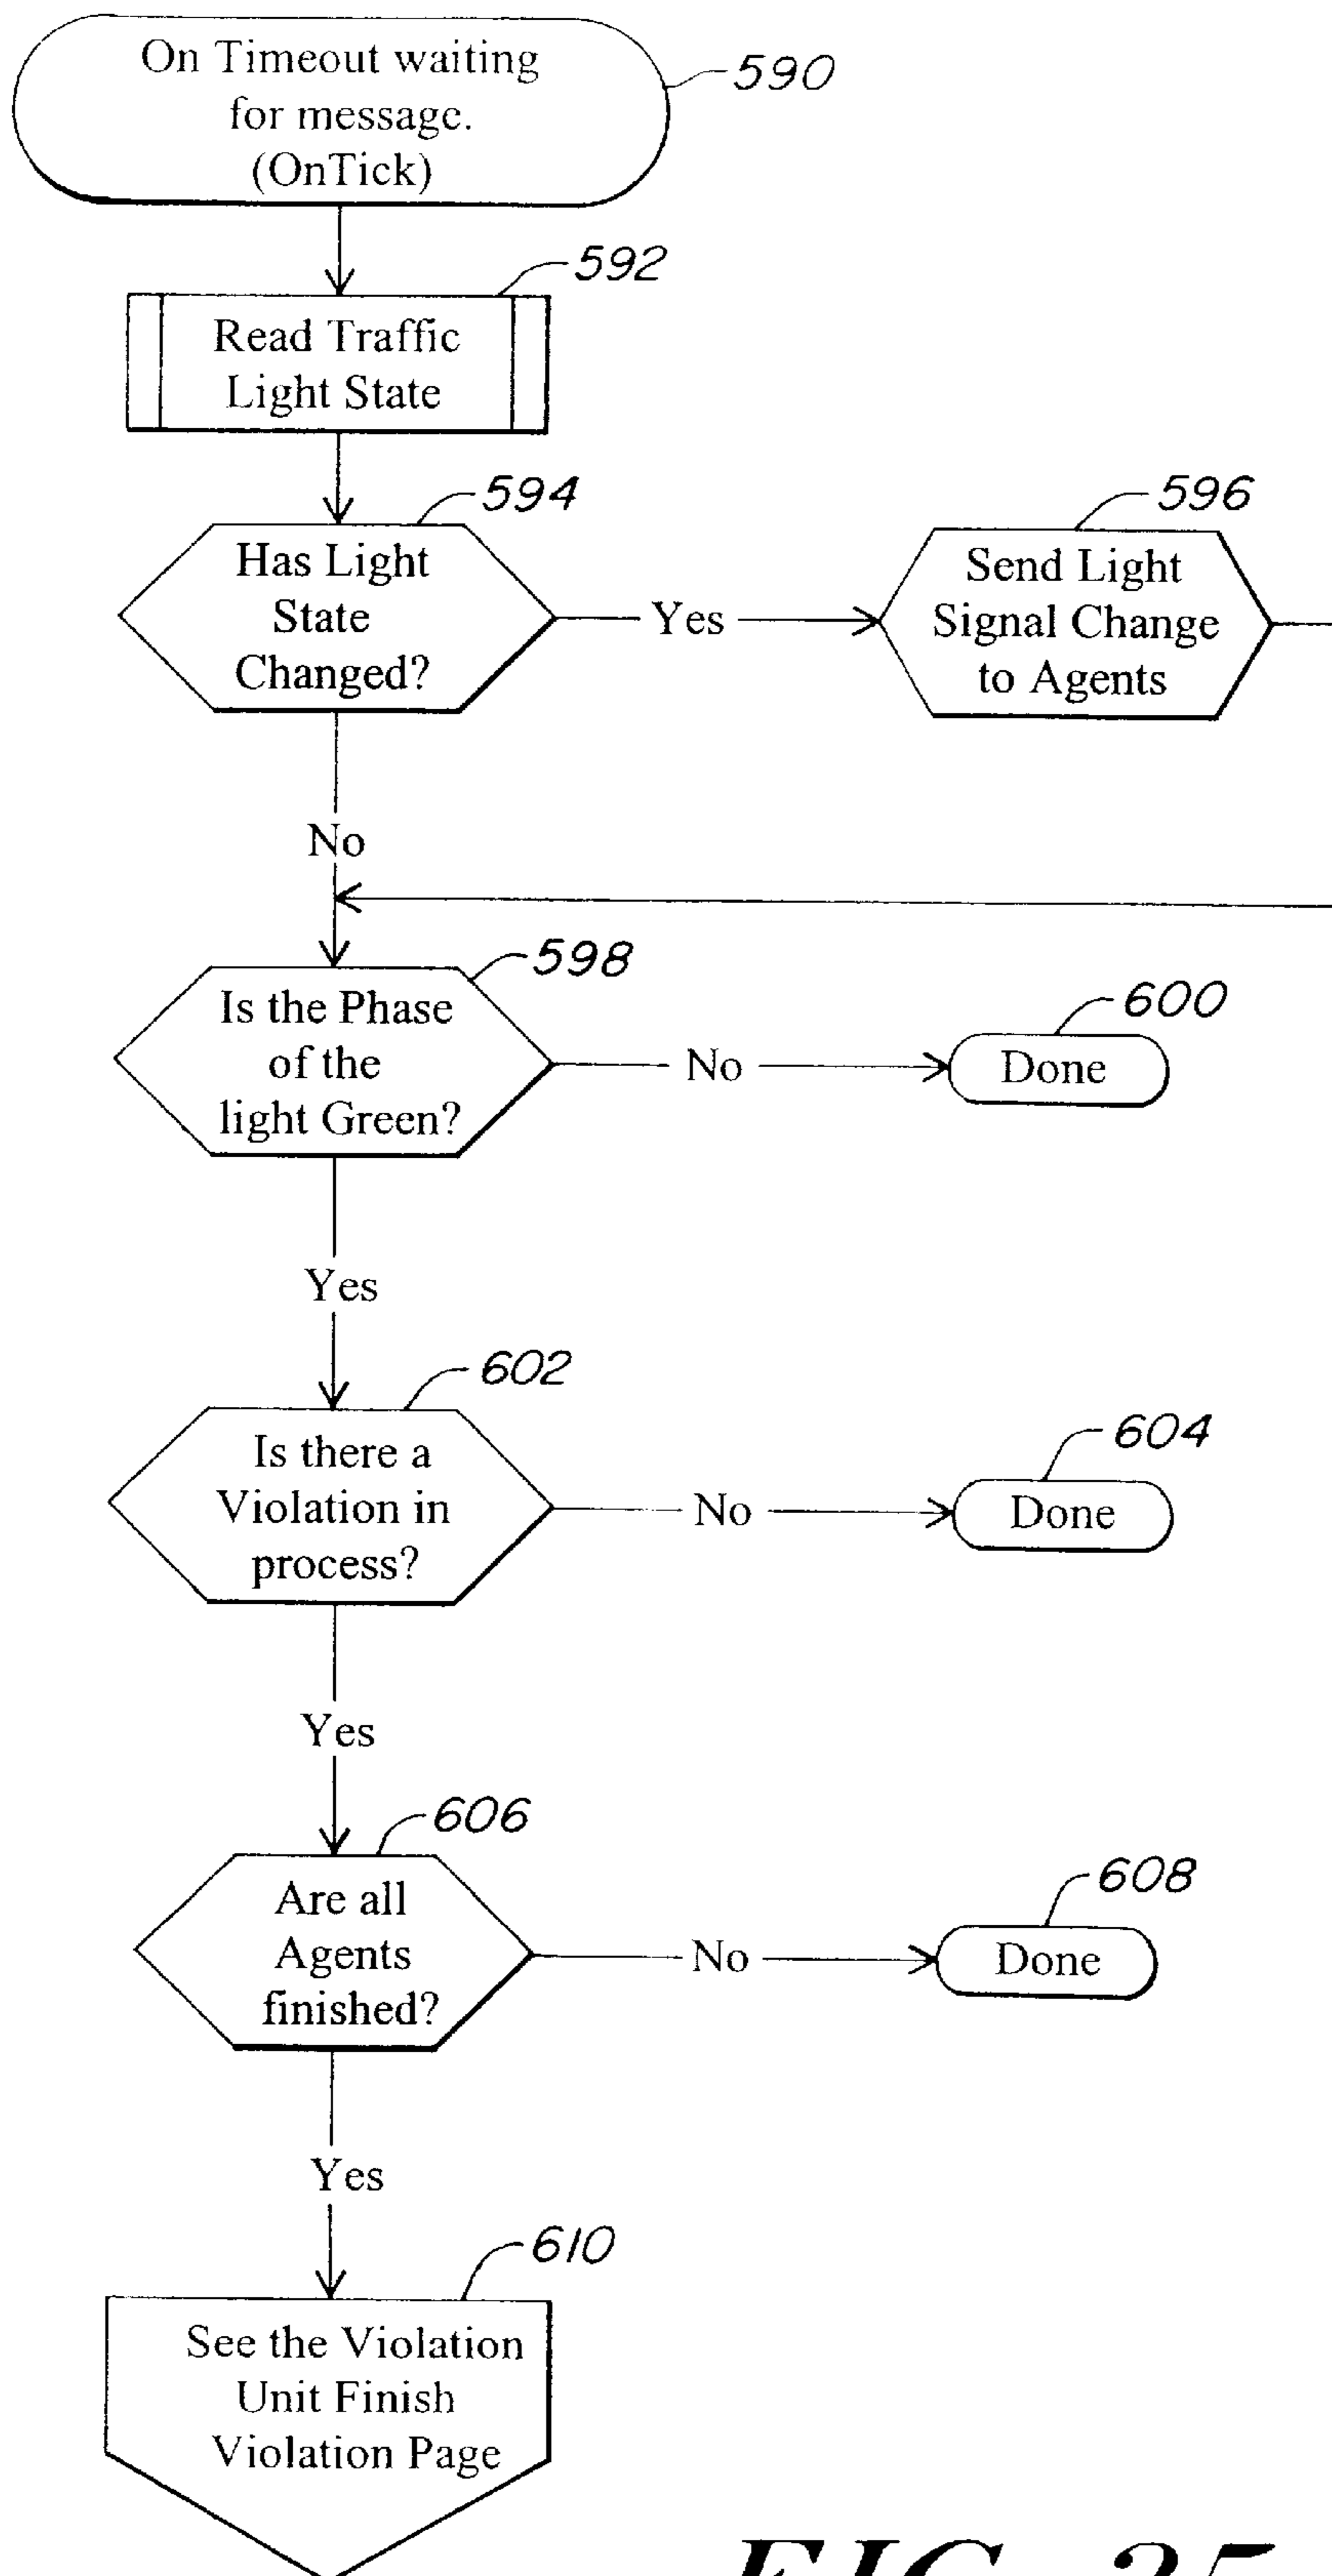 On Timeout waiting
for message.
(OnTick)
590
592
Read Traffic
Light State
594
Has Light
State
Changed?
Yes
596
Send Light
Signal Change
to Agents
No
598
Is the Phase
of the
light Green?
No
600
Done
Yes
602
Is there a
Violation in
process?
No
604
Done
Yes
606
Are all
Agents
finished?
No
608
Done
Yes
610
See the Violation
Unit Finish
Violation Page
FIG. 25